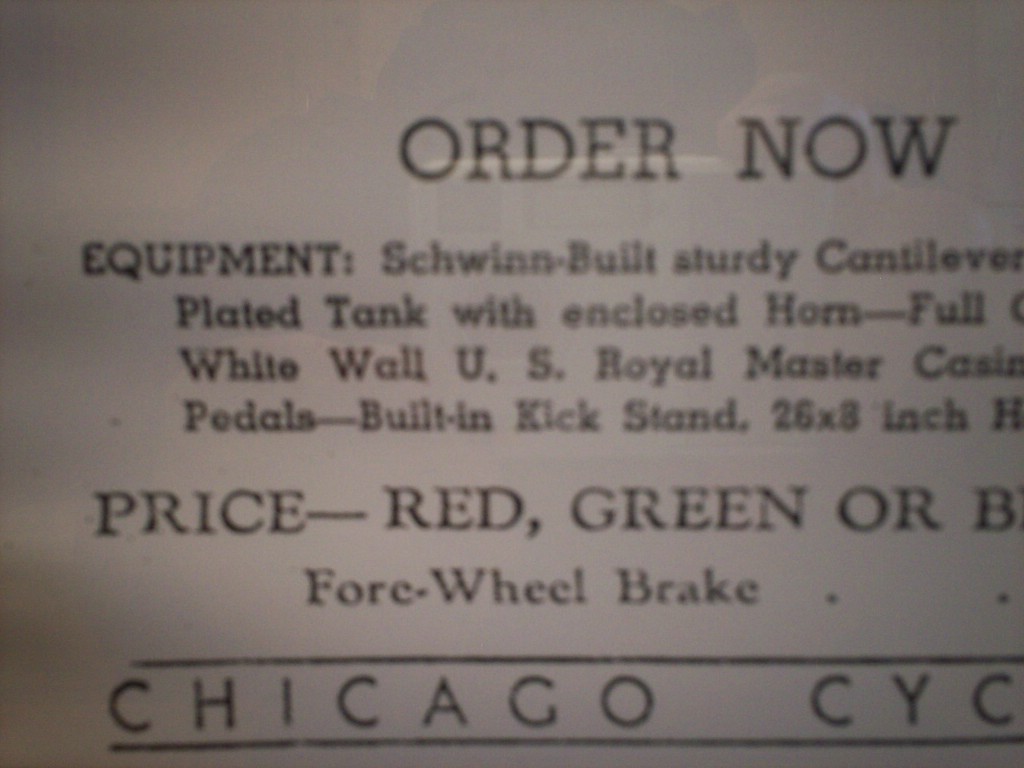 ORDER NOW
EQUIPMENT: Schwinn-Built sturdy Cantilever
Plated Tank with enclosed Horn—Full
White Wall U. S. Royal Master
Pedals—Built-in Kick Stand. 26x8 inch
PRICE—RED, GREEN OR
Fore-Wheel Brake . .
CHICAGO CYC